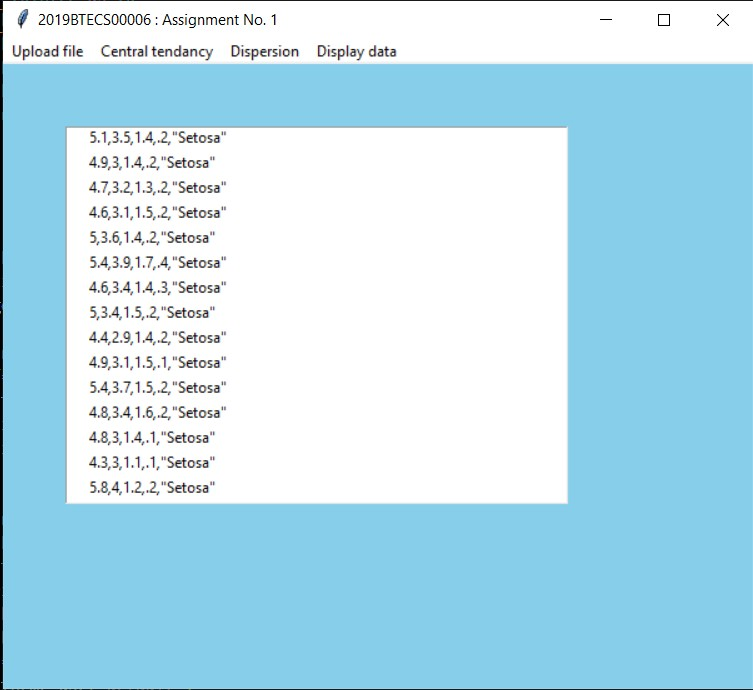 2019BTECS00006 : Assignment No. 1
Upload file Central tendancy Dispersion Display data
5.1,3.5,1.4,.2,"Setosa"
4.9,3,1.4,.2,"Setosa"
4.7,3.2,1.3,.2,"Setosa"
4.6,3.1,1.5,.2,"Setosa"
5,3.6,1.4,.2,"Setosa"
5.4,3.9,1.7,.4,"Setosa"
4.6,3.4,1.4,.3,"Setosa"
5,3.4,1.5,.2,"Setosa"
4.4,2.9,1.4,.2,"Setosa"
4.9,3.1,1.5,.1,"Setosa"
5.4,3.7,1.5,.2,"Setosa"
4.8,3.4,1.6,.2,"Setosa"
4.8,3,1.4,.1,"Setosa"
4.3,3,1.1,.1,"Setosa"
5.8,4,1.2,.2,"Setosa"